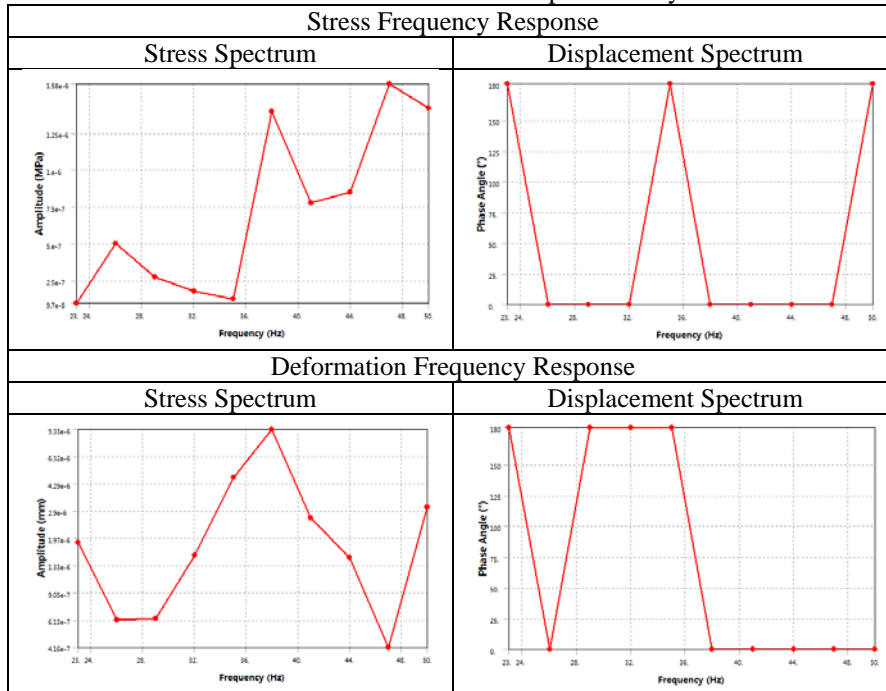 Stress Frequency Response
Stress Spectrum Displacement Spectrum
1.58e-6
1.25e-6
1.e-6
7.5e-7
5.e-7
2.5e-7
9.7e-8
Amplitude (MPa)
23. 24. 28. 32. 36. 40. 44. 48. 50.
Frequency (Hz)
180
150
125
100
75.
50.
25.
0.
Phase Angle (°)
23. 24. 28. 32. 36. 40. 44. 48. 50.
Frequency (Hz)
Deformation Frequency Response
Stress Spectrum Displacement Spectrum
9.33e-6
6.32e-6
4.29e-6
2.9e-6
1.97e-6
1.33e-6
9.05e-7
6.13e-7
4.16e-7
Amplitude (mm)
23. 24. 28. 32. 36. 40. 44. 48. 50.
Frequency (Hz)
180
150
125
100
75.
50.
25.
0.
Phase Angle (°)
23. 24. 28. 32. 36. 40. 44. 48. 50.
Frequency (Hz)